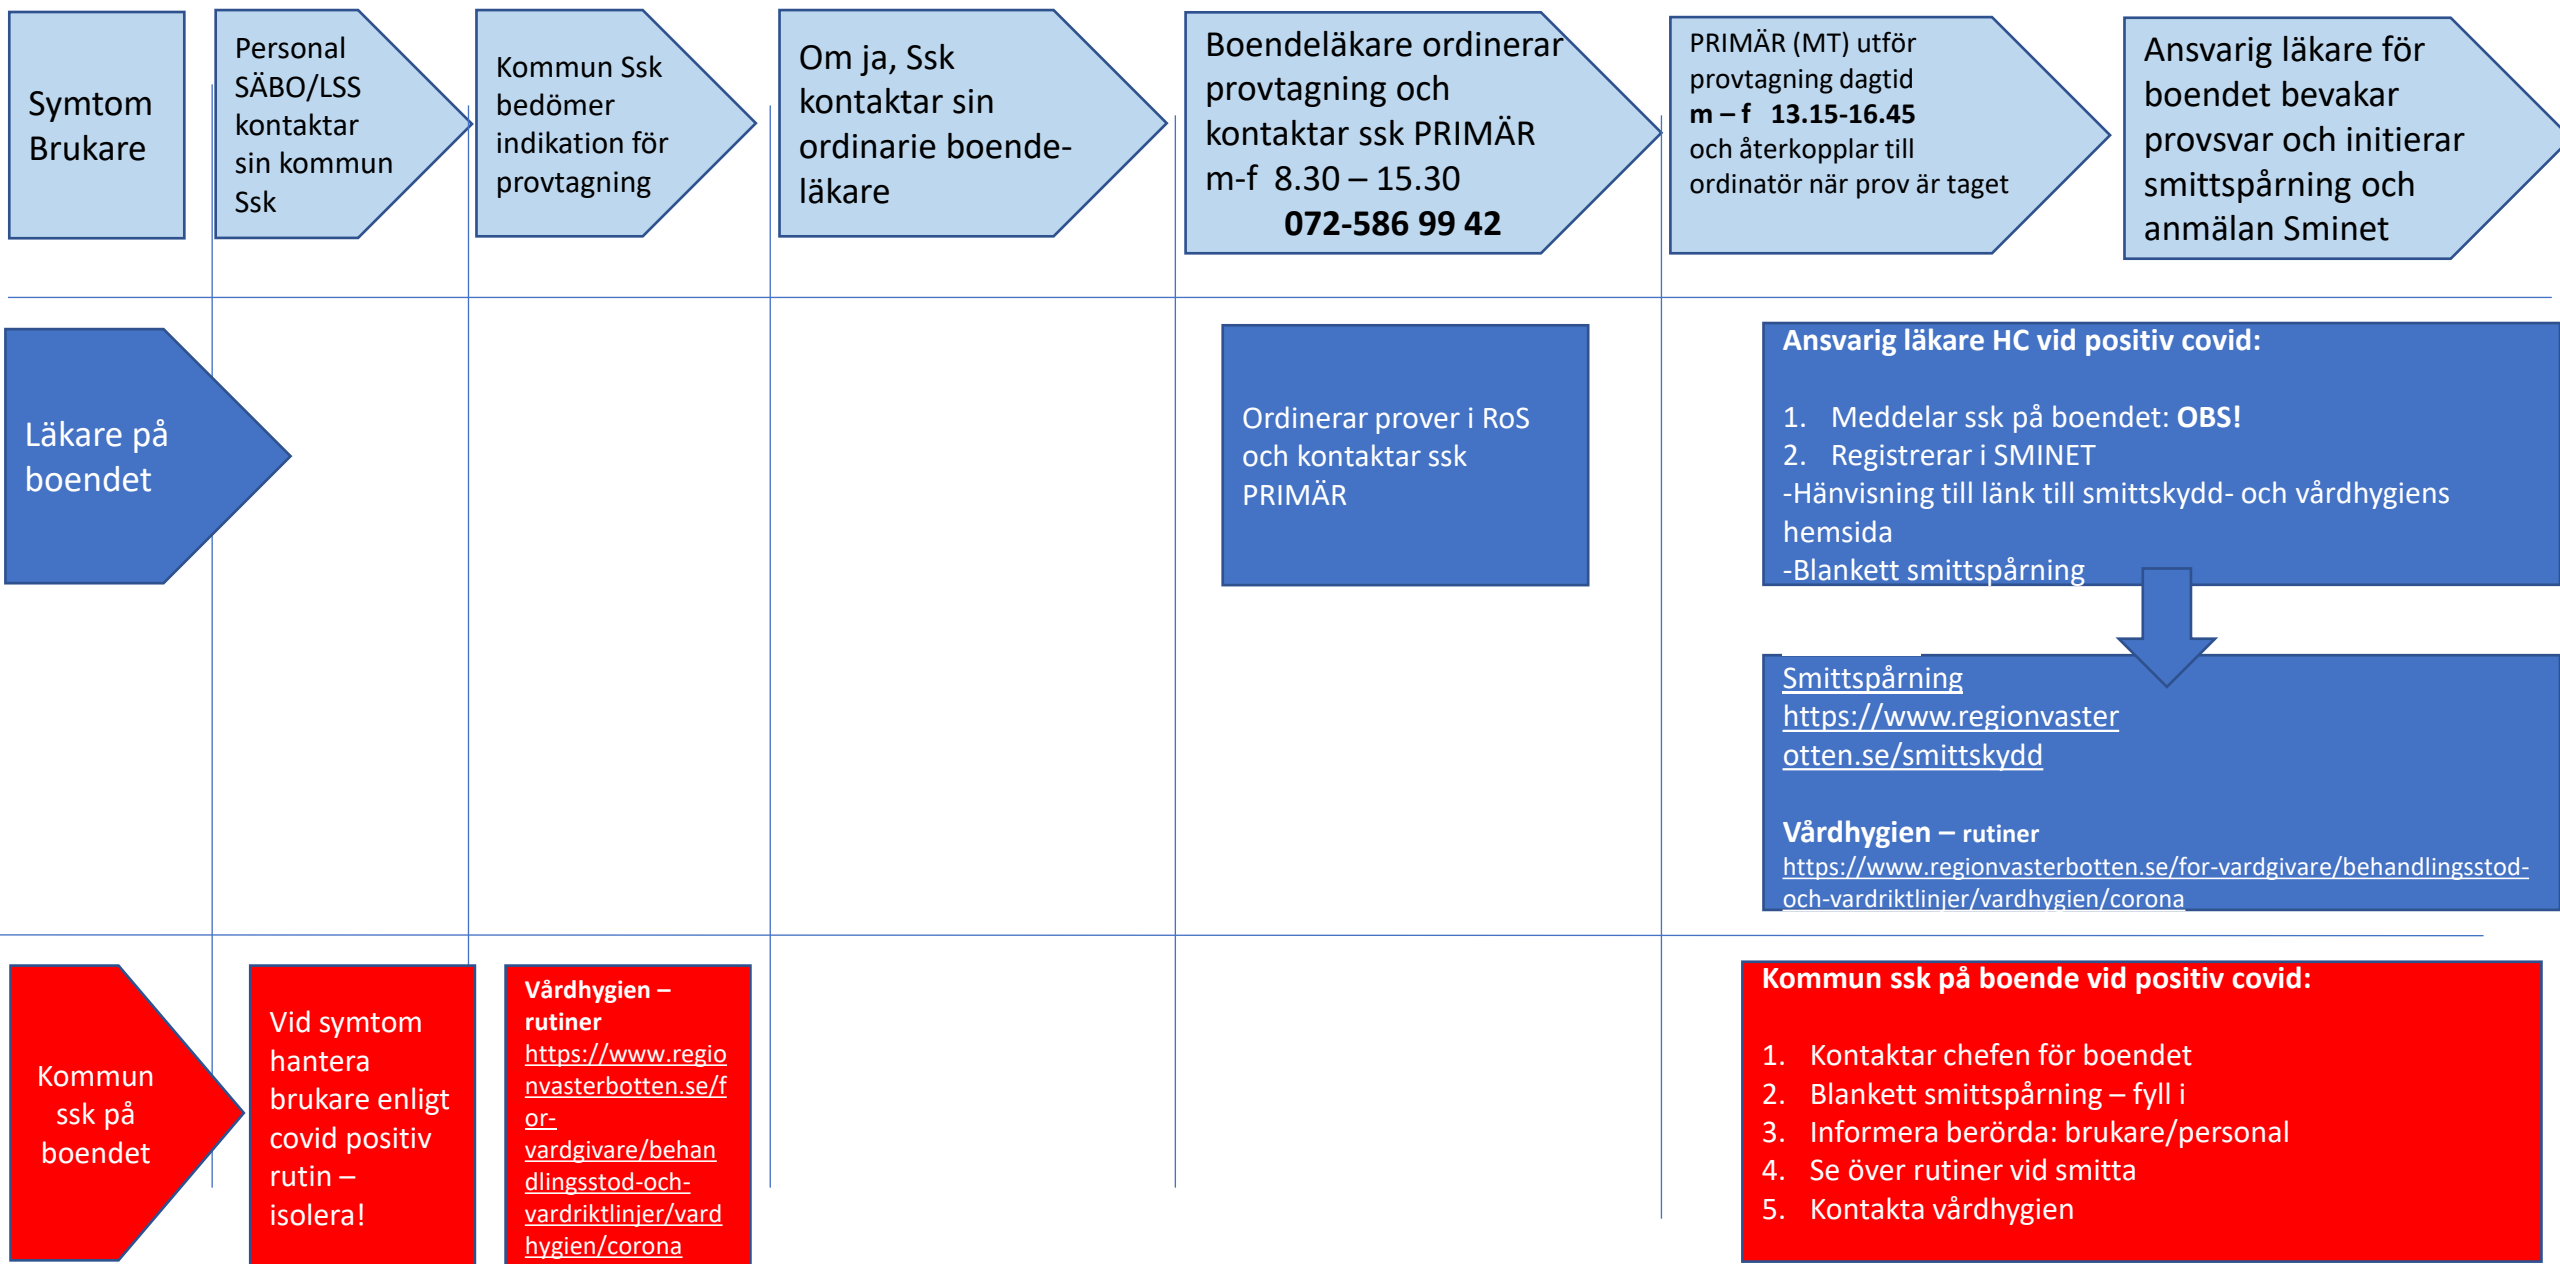 Symtom
Brukare
Personal
SÄBO/LSS
kontaktar
sin kommun
Ssk
Kommun Ssk
bedömer
indikation för
provtagning
Om ja, Ssk
kontaktar sin
ordinarie boende-
läkare
Boendeläkare ordinerar
provtagning och
kontaktar ssk PRIMÄR
m-f 8.30 – 15.30
072-586 99 42
PRIMÄR (MT) utför
provtagning dagtid
m – f 13.15-16.45
och återkopplar till
ordinatör när prov är taget
Ansvarig läkare för
boendet bevakar
provsvar och initierar
smittspårning och
anmälan Sminet
Läkare på
boendet
Ordinerar prover i RoS
och kontaktar ssk
PRIMÄR
Ansvarig läkare HC vid positiv covid:
1. Meddelar ssk på boendet: OBS!
2. Registrerar i SMINET
-Hänvisning till länk till smittskydd- och vårdhygiens
hemsida
-Blankett smittspårning
Smittspårning
https://www.regionvaster
otten.se/smittskydd
Vårdhygien – rutiner
https://www.regionvasterbotten.se/for-vardgivare/behandlingsstod-
och-vardriktlinjer/vardhygien/corona
Kommun
ssk på
boendet
Vid symtom
hantera
brukare enligt
covid positiv
rutin –
isolera!
Vårdhygien –
rutiner
https://www.regio
nvasterbotten.se/f
or-
vardgivare/behan
dlingsstod-och-
vardriktlinjer/vard
hygien/corona
Kommun ssk på boende vid positiv covid:
1. Kontaktar chefen för boendet
2. Blankett smittspårning – fyll i
3. Informera berörda: brukare/personal
4. Se över rutiner vid smitta
5. Kontakta vårdhygien